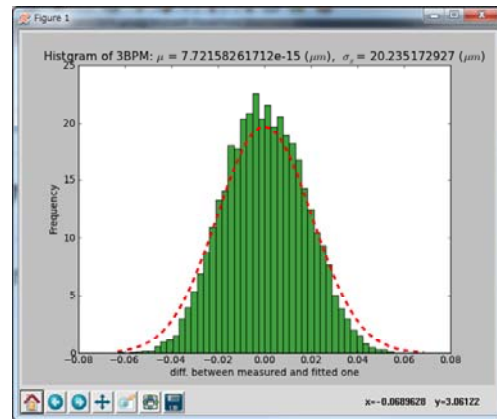 Figure 1
Histgram of 3BPM: μ = 7.72158261712e-15 (μm), σ_x = 20.235172927 (μm)
25
20
15
10
5
0
Frequency
−0.08 −0.06 −0.04 −0.02 0.00 0.02 0.04 0.06 0.08
diff. between measured and fitted one
x=-0.0689628 y=3.06122